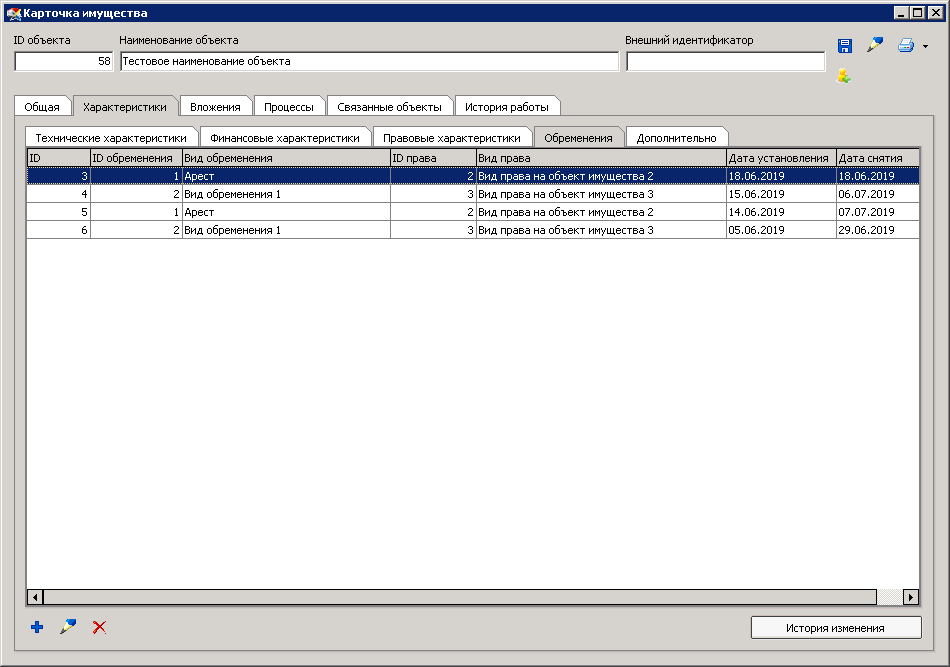 Карточка имущества
ID объекта Наименование объекта Внешний идентификатор
58 Тестовое наименование объекта
Общая Характеристики Вложения Процессы Связанные объекты История работы
Технические характеристики Финансовые характеристики Правовые характеристики Обременения Дополнительно
ID ID обременения Вид обременения ID права Вид права Дата установления Дата снятия
3 1 Арест 2 Вид права на объект имущества 2 18.06.2019 18.06.2019
4 2 Вид обременения 1 3 Вид права на объект имущества 3 15.06.2019 06.07.2019
5 1 Арест 2 Вид права на объект имущества 2 14.06.2019 07.07.2019
6 2 Вид обременения 1 3 Вид права на объект имущества 3 05.06.2019 29.06.2019
История изменения